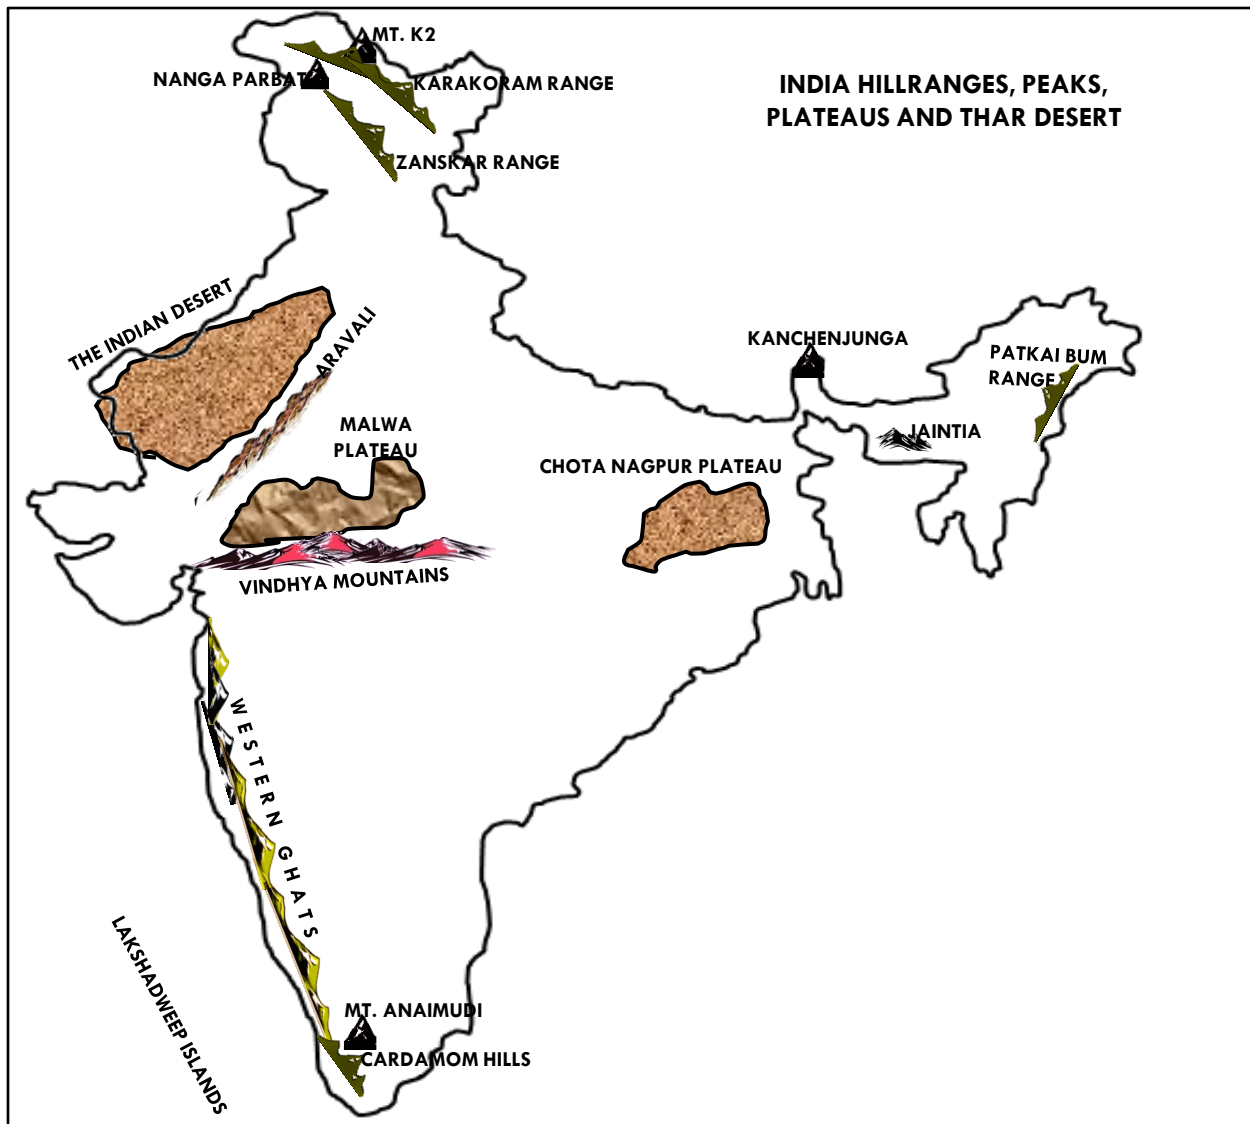 MT. K2
NANGA PARBAT
KARAKORAM RANGE
INDIA HILLRANGES, PEAKS,
PLATEAUS AND THAR DESERT
ZANSKAR RANGE
THE INDIAN DESERT
ARAVALI
KANCHENJUNGA
PATKAI BUM
RANGE
MALWA
PLATEAU
JAINTIA
CHOTA NAGPUR PLATEAU
VINDHYA MOUNTAINS
WESTERN GHATS
LAKSHADWEEP ISLANDS
MT. ANAIMUDI
CARDAMOM HILLS